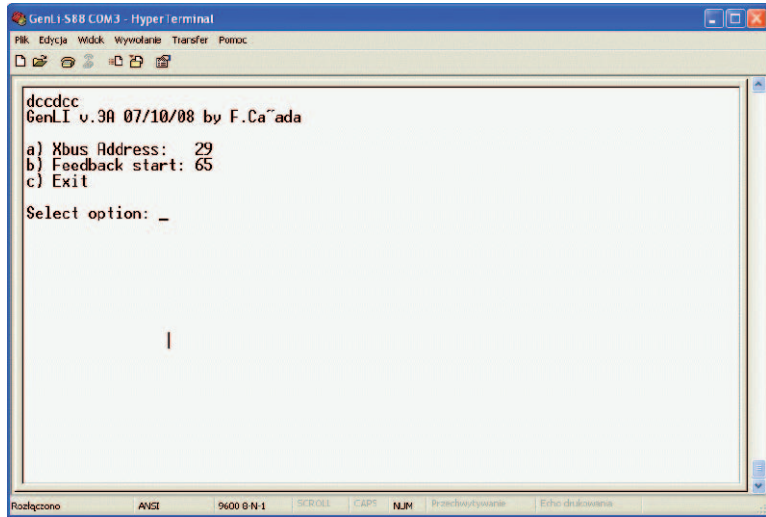 GenLi-S88 COM3 - HyperTerminal
Plik Edycja Widok Wywołanie Transfer Pomoc
dccdcc
GenLI v.3A 07/10/08 by F.Ca~ada
a) Xbus Address: 29
b) Feedback start: 65
c) Exit
Select option: _
Rozłączono ANSI 9600 8-N-1 SCROLL CAPS NUM Przechwytywanie Echo drukowania